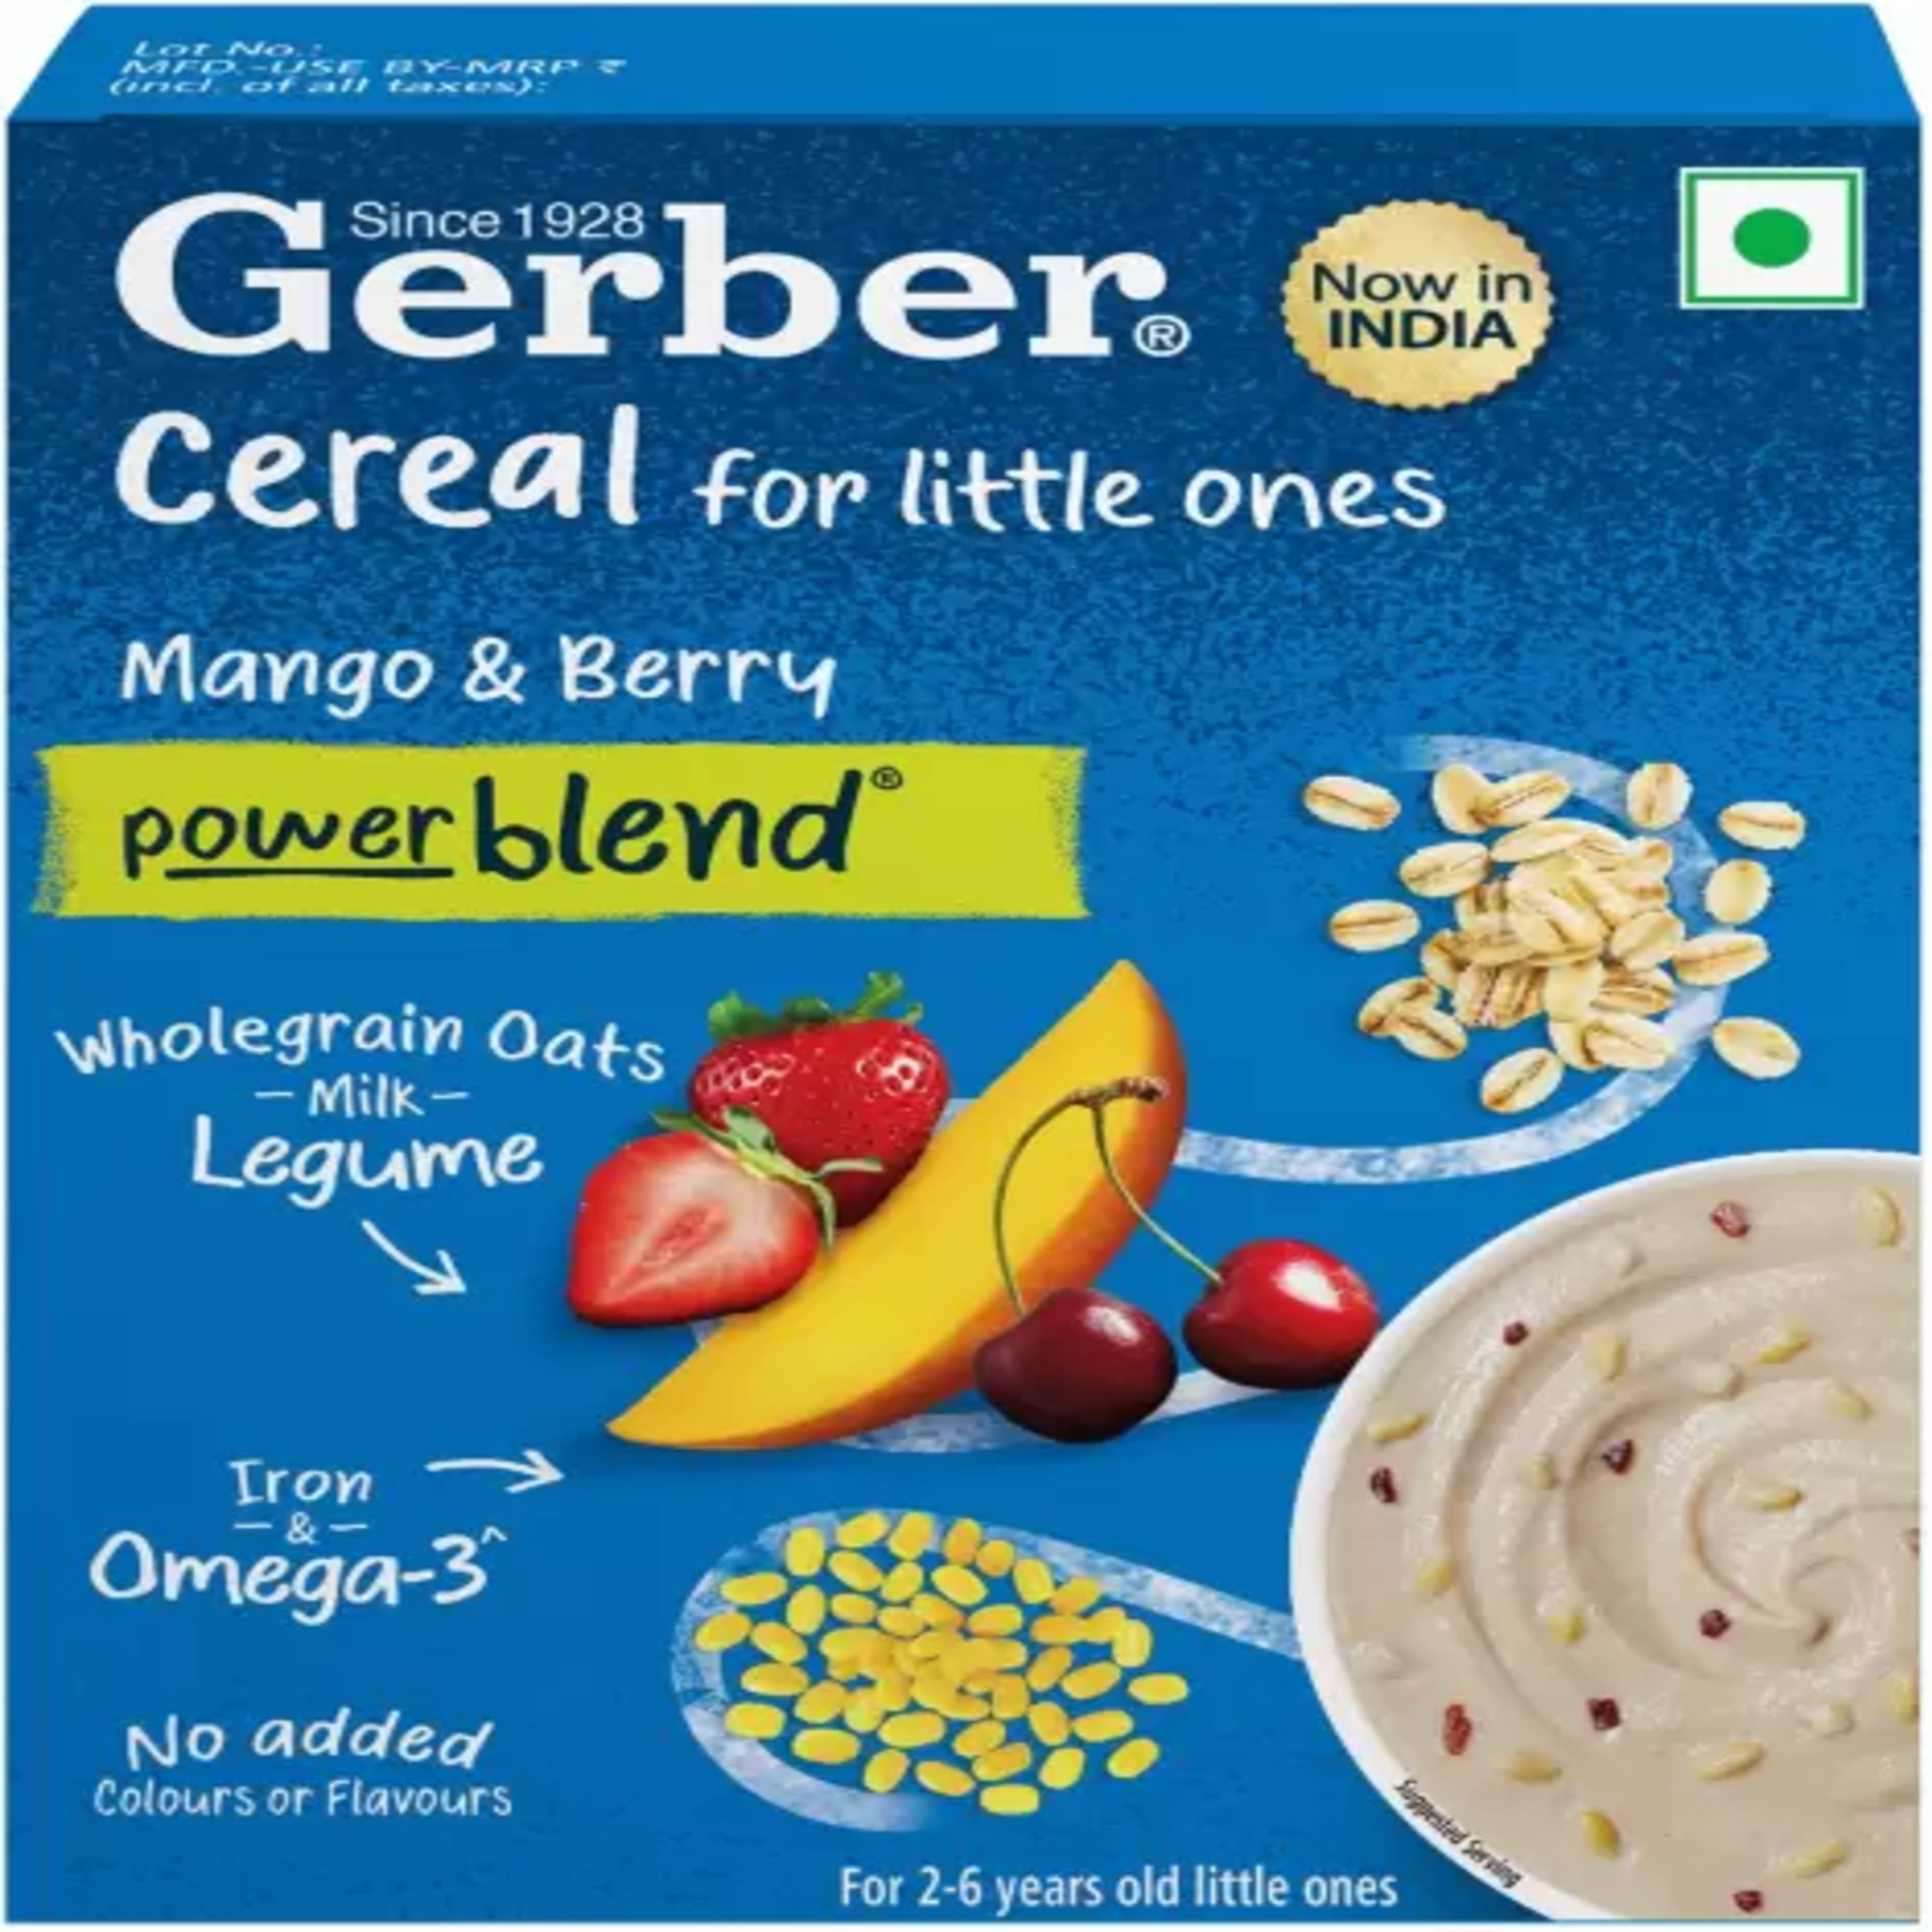 Lot No.:
MFD.-USE BY-MRP ₹
(incl. of all taxes):
Since 1928
Gerber®
Now in
INDIA
Cereal for little ones
Mango & Berry
powerblend®
Wholegrain Oats
- Milk -
Legume
Iron
- & -
Omega-3^
No added
Colours or Flavours
Suggested Serving
For 2-6 years old little ones